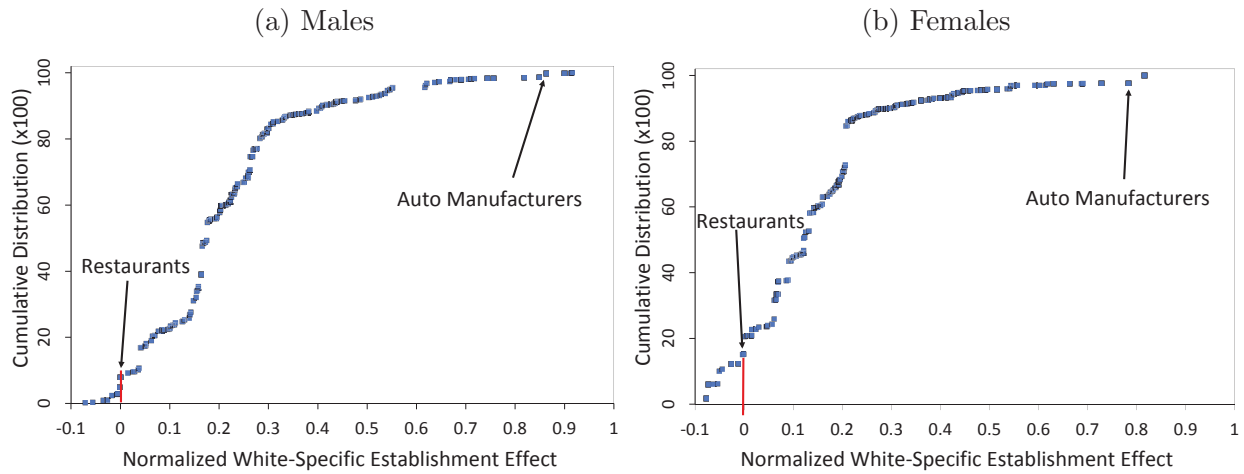 (a) Males
Cumulative Distribution (x100)
100
80
60
40
20
0
Restaurants
Auto Manufacturers
-0.1 0 0.1 0.2 0.3 0.4 0.5 0.6 0.7 0.8 0.9 1
Normalized White-Specific Establishment Effect
(b) Females
Cumulative Distribution (x100)
100
80
60
40
20
0
Restaurants
Auto Manufacturers
-0.1 0 0.1 0.2 0.3 0.4 0.5 0.6 0.7 0.8 0.9 1
Normalized White-Specific Establishment Effect